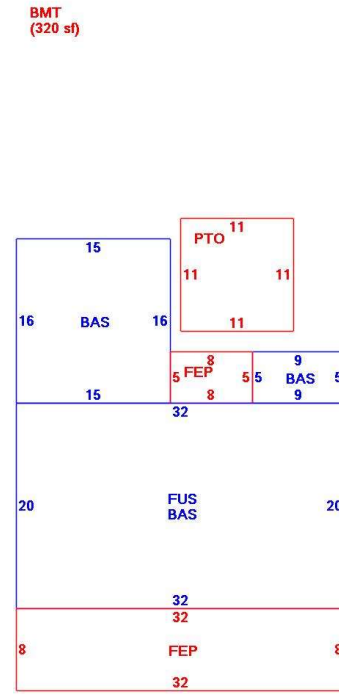 BMT
(320 sf)
11
PTO
11 11
11
15
16 BAS 16
15
8 9
5 FEP 5 5 BAS 5
8 9
32
20 FUS 20
BAS
32
32
8 FEP 8
32